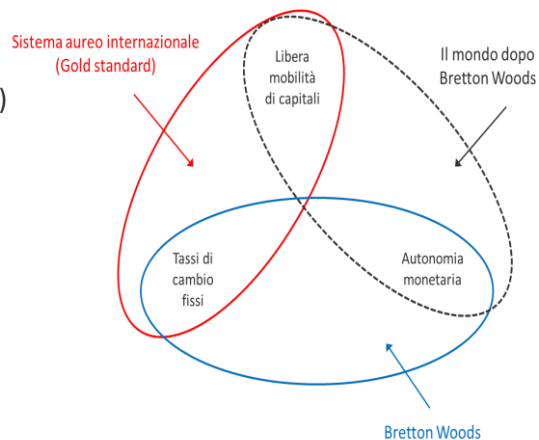 Sistema aureo internazionale
(Gold standard)
)
Libera
mobilità
di capitali
Il mondo dopo
Bretton Woods
Tassi di
cambio
fissi
Autonomia
monetaria
Bretton Woods